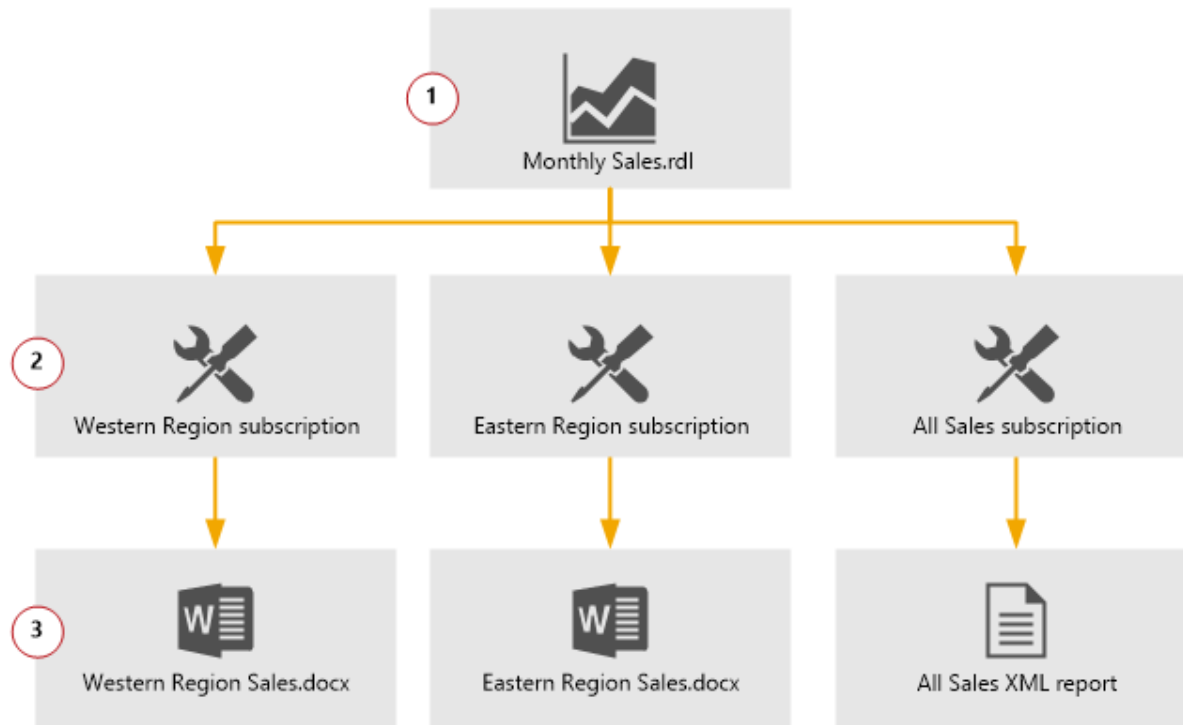 1
Monthly Sales.rdl
2
Western Region subscription
Eastern Region subscription
All Sales subscription
3
W
Western Region Sales.docx
W
Eastern Region Sales.docx
All Sales XML report